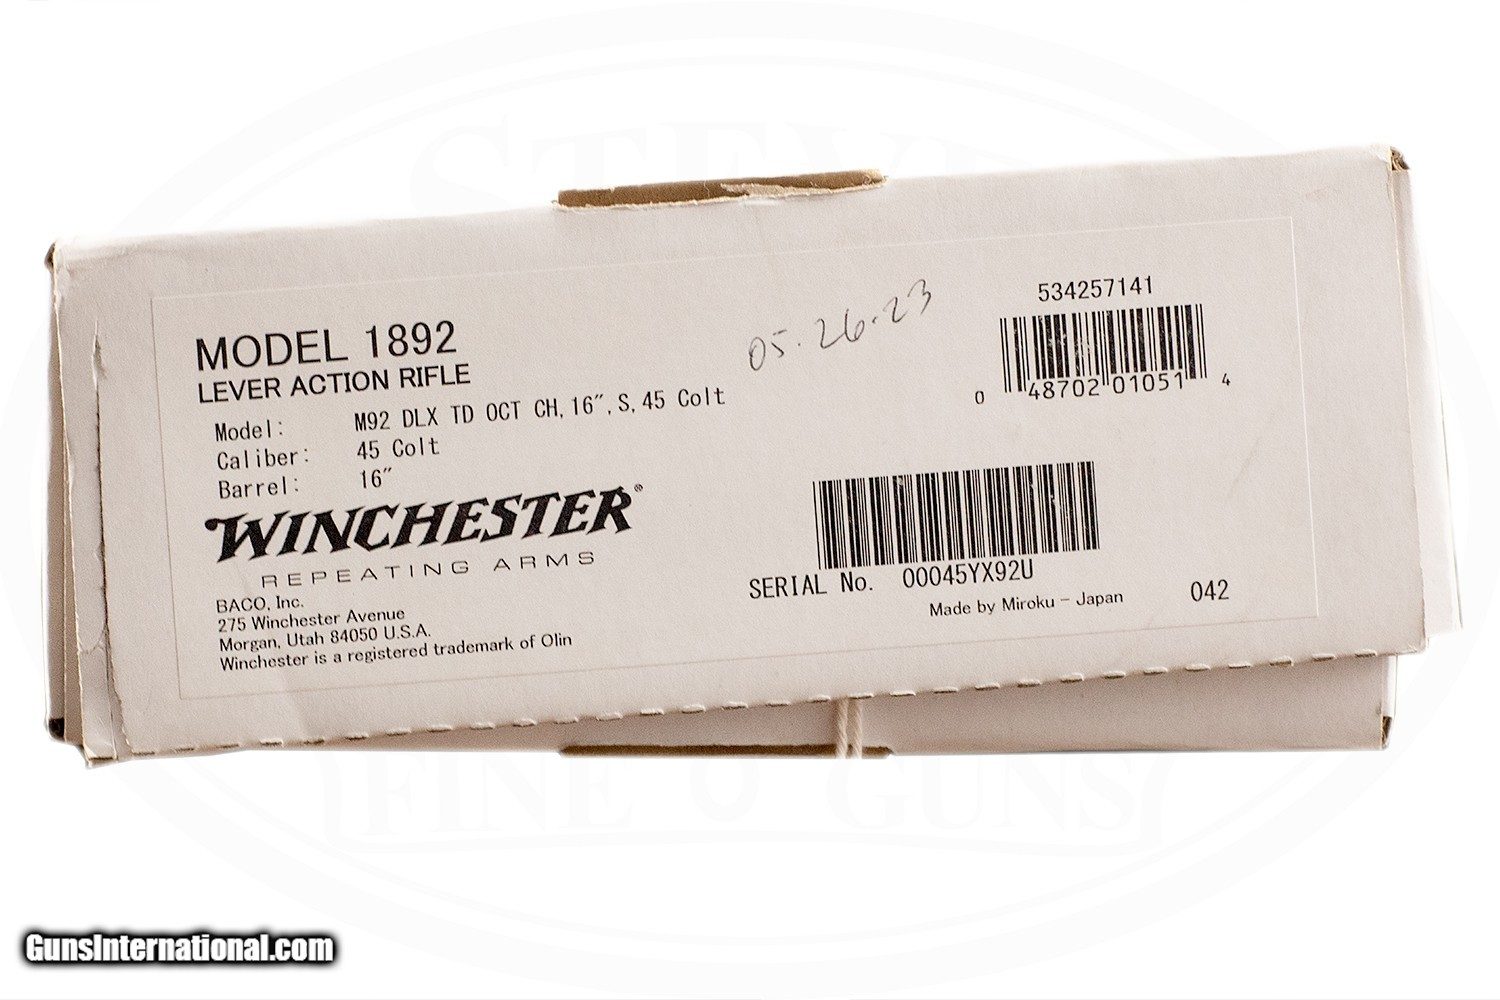 MODEL 1892
LEVER ACTION RIFLE
Model: M92 DLX TD OCT CH, 16", S, 45 Colt
Caliber: 45 Colt
Barrel: 16"
WINCHESTER®
REPEATING ARMS
BACO, Inc.
275 Winchester Avenue
Morgan, Utah 84050 U.S.A.
Winchester is a registered trademark of Olin
05.26.23
534257141
0 48702 01051 4
SERIAL No. 00045YX92U
Made by Miroku - Japan
042
FINE GUNS
GunsInternational.com